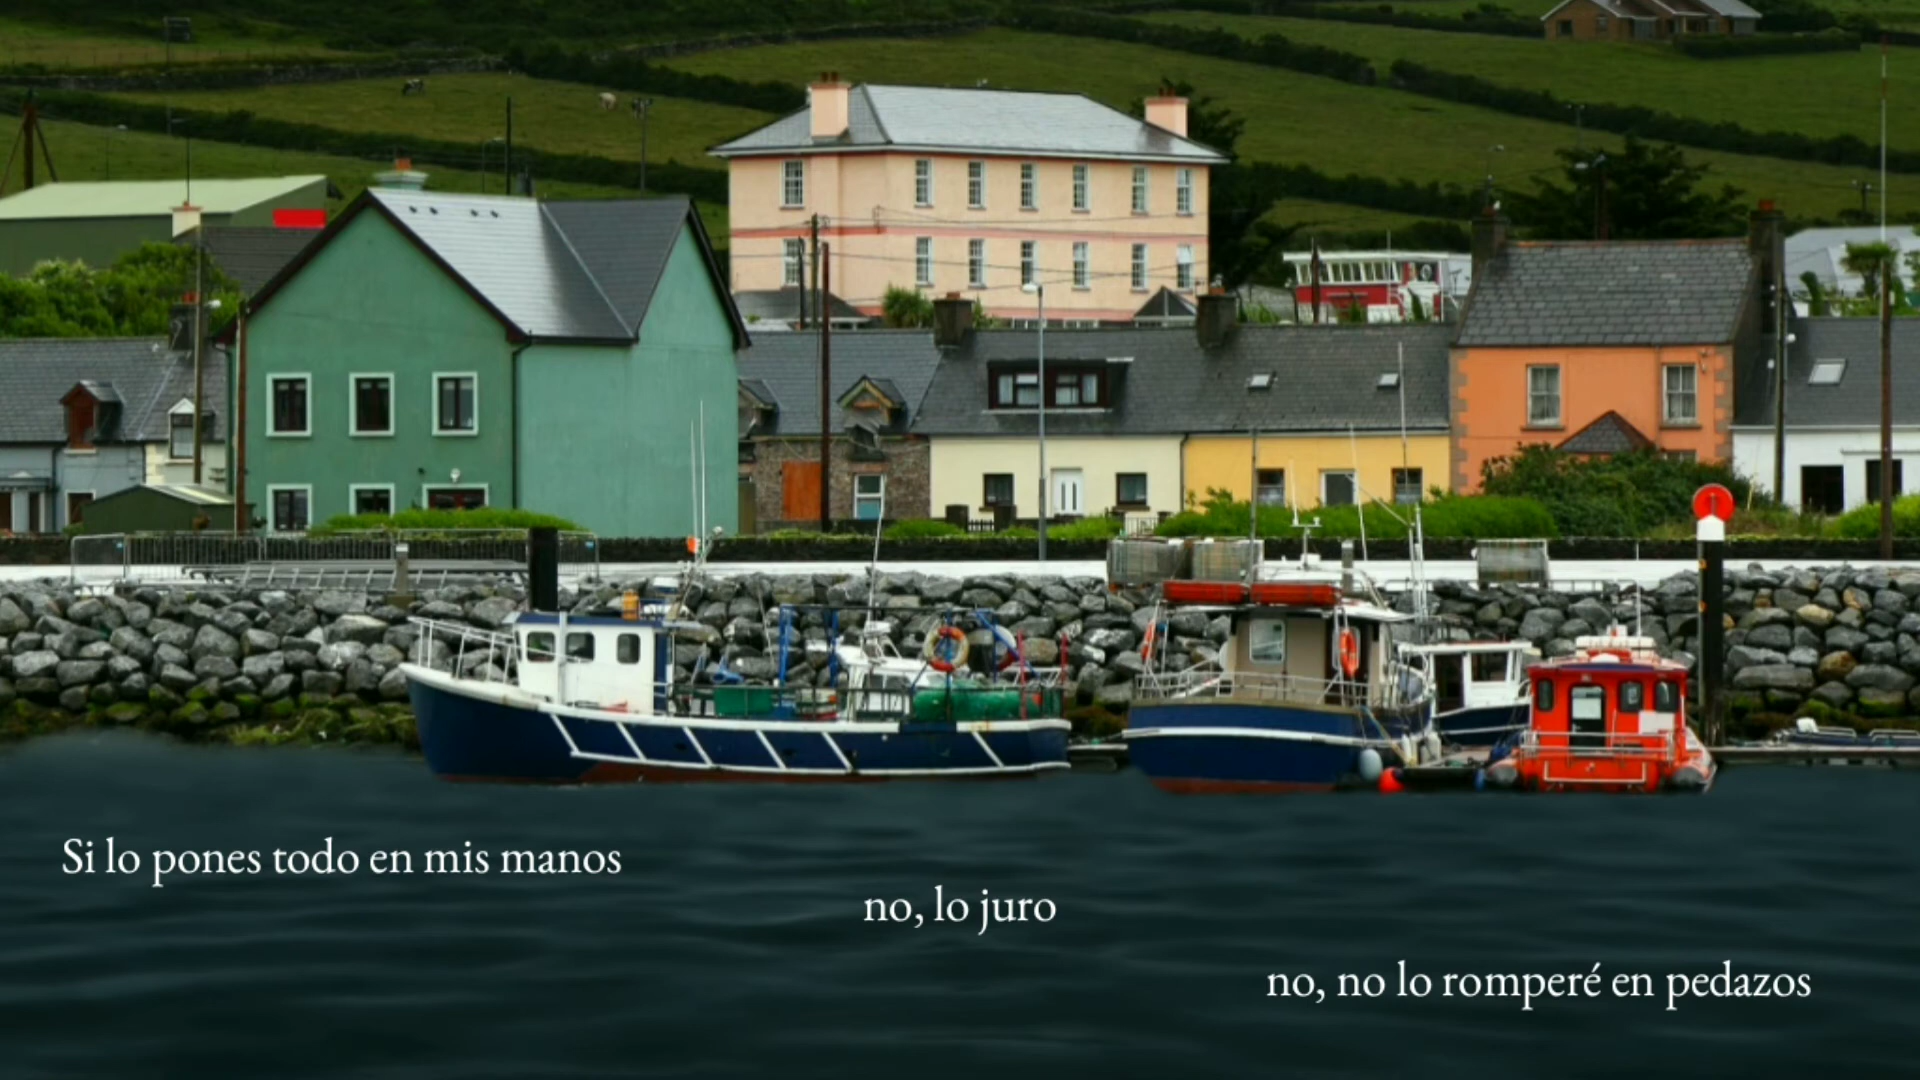 Si lo pones todo en mis manos
no, lo juro
no, no lo romperé en pedazos